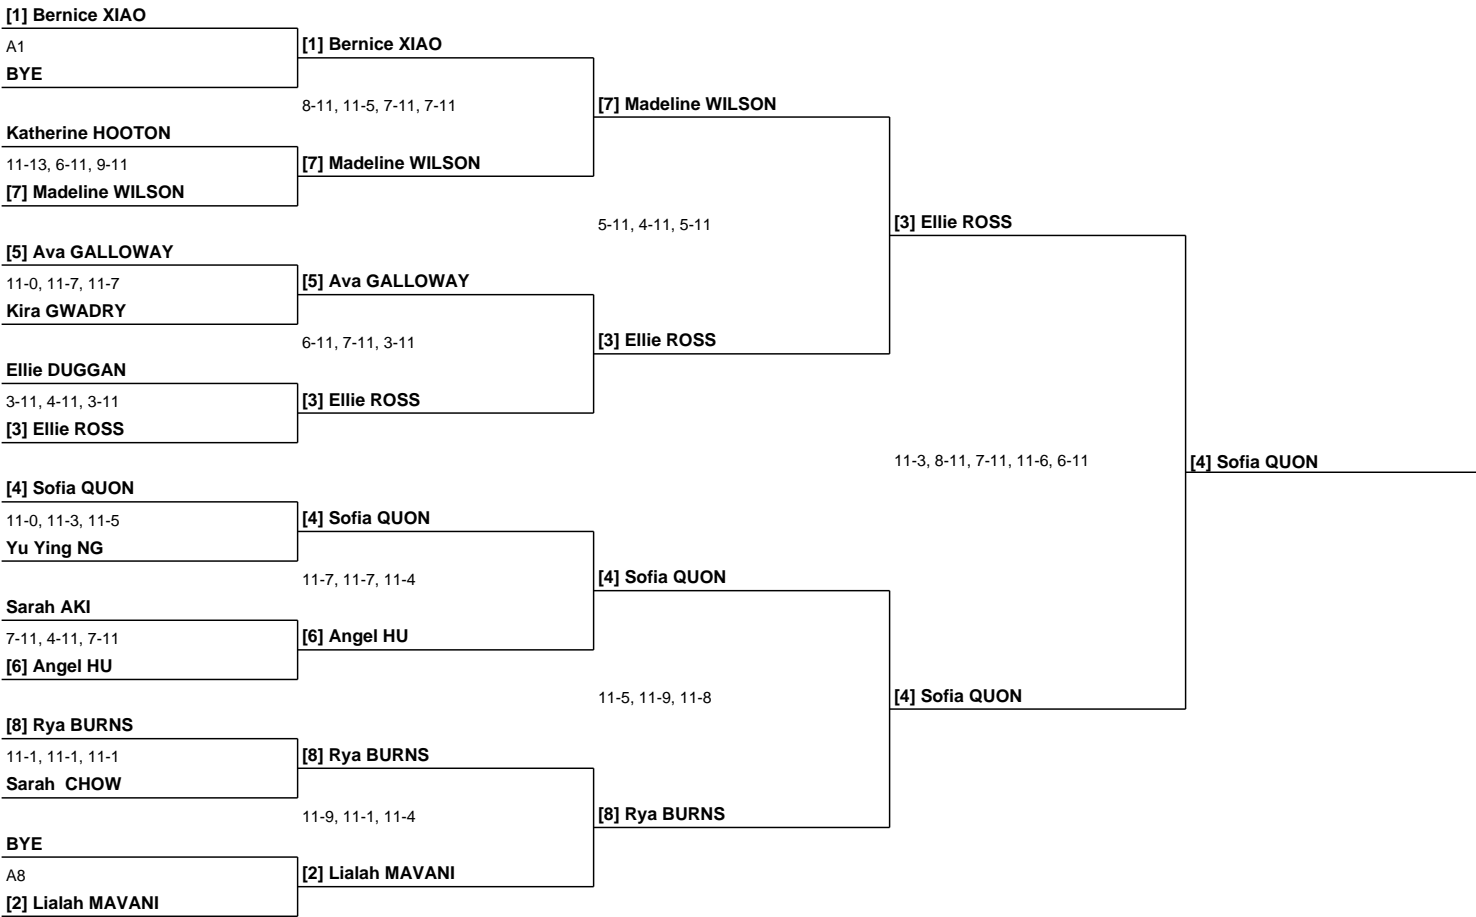 [1] Bernice XIAO
A1
BYE
[1] Bernice XIAO
8-11, 11-5, 7-11, 7-11
Katherine HOOTON
11-13, 6-11, 9-11
[7] Madeline WILSON
[7] Madeline WILSON
[7] Madeline WILSON
5-11, 4-11, 5-11
[5] Ava GALLOWAY
11-0, 11-7, 11-7
Kira GWADRY
[5] Ava GALLOWAY
6-11, 7-11, 3-11
Ellie DUGGAN
3-11, 4-11, 3-11
[3] Ellie ROSS
[3] Ellie ROSS
[3] Ellie ROSS
[3] Ellie ROSS
11-3, 8-11, 7-11, 11-6, 6-11
[4] Sofia QUON
[4] Sofia QUON
11-0, 11-3, 11-5
Yu Ying NG
[4] Sofia QUON
11-7, 11-7, 11-4
Sarah AKI
7-11, 4-11, 7-11
[6] Angel HU
[6] Angel HU
[4] Sofia QUON
11-5, 11-9, 11-8
[4] Sofia QUON
[8] Rya BURNS
11-1, 11-1, 11-1
Sarah  CHOW
[8] Rya BURNS
11-9, 11-1, 11-4
[8] Rya BURNS
BYE
A8
[2] Lialah MAVANI
[2] Lialah MAVANI